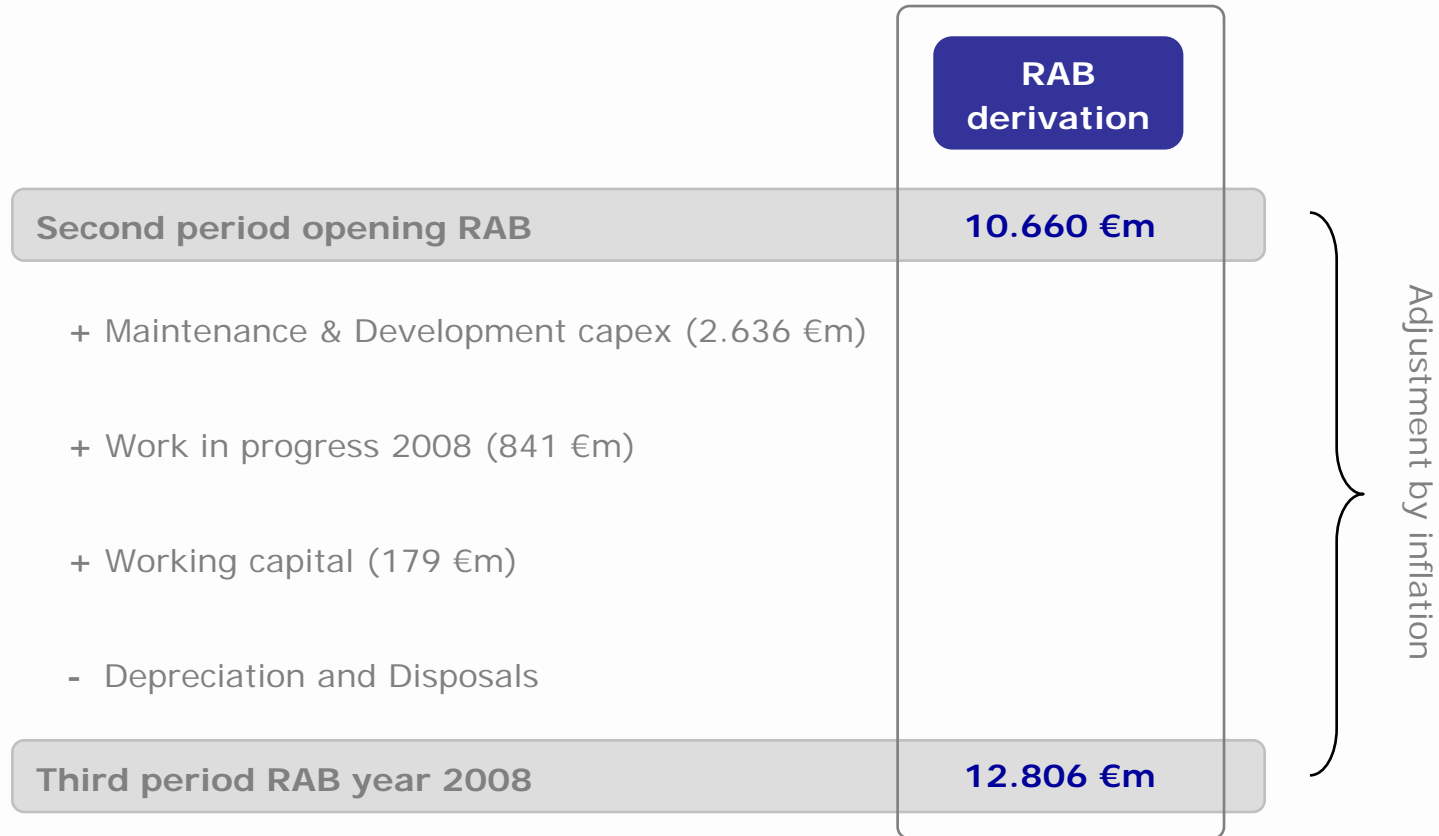 RAB
derivation
Second period opening RAB 10.660 €m
+ Maintenance & Development capex (2.636 €m)
+ Work in progress 2008 (841 €m)
+ Working capital (179 €m)
- Depreciation and Disposals
Third period RAB year 2008 12.806 €m
Adjustment by inflation